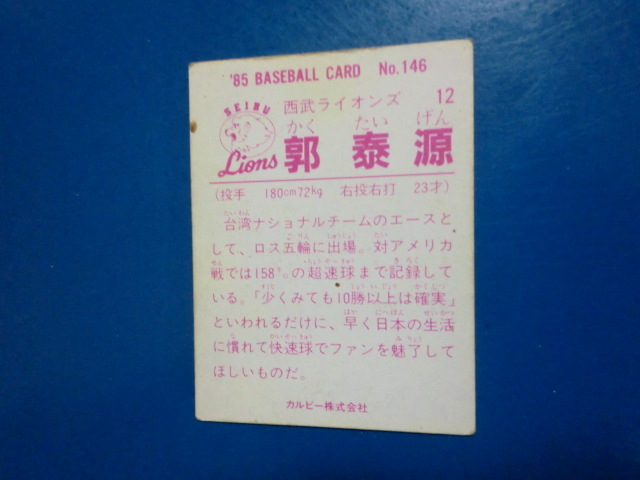 '85 BASEBALL CARD No.146
SEIBU
Lions
西武ライオンズ 12
かく たい げん
郭 泰 源
(投手 180cm72kg 右投右打 23才)
台湾ナショナルチームのエースと
して、ロス五輪に出場。対アメリカ
戦では158㌔の超速球まで記録して
いる。「少くみても10勝以上は確実」
といわれるだけに、早く日本の生活
に慣れて快速球でファンを魅了して
ほしいものだ。
カルビー株式会社